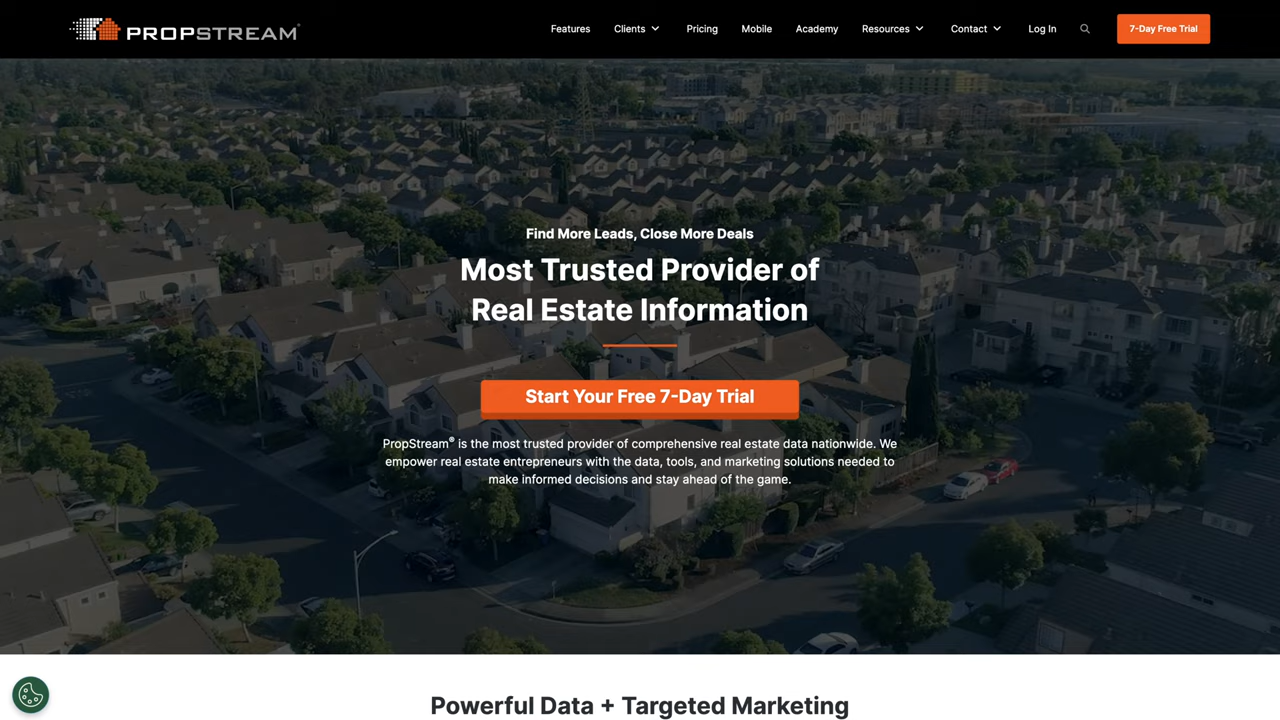 PROPSTREAM®
Features
Clients
Pricing
Mobile
Academy
Resources
Contact
Log In
7-Day Free Trial
Find More Leads, Close More Deals
Most Trusted Provider of
Real Estate Information
Start Your Free 7-Day Trial
PropStream® is the most trusted provider of comprehensive real estate data nationwide. We
empower real estate entrepreneurs with the data, tools, and marketing solutions needed to
make informed decisions and stay ahead of the game.
Powerful Data + Targeted Marketing